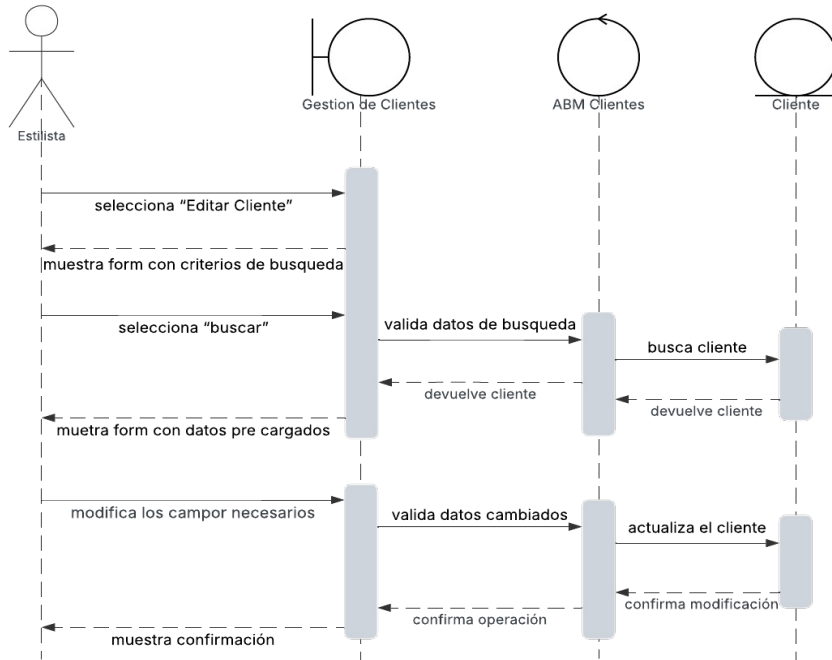 Estilista
Gestion de Clientes
ABM Clientes
Cliente
selecciona “Editar Cliente”
muestra form con criterios de busqueda
selecciona “buscar”
valida datos de busqueda
busca cliente
devuelve cliente
devuelve cliente
muetra form con datos pre cargados
modifica los campor necesarios
valida datos cambiados
actualiza el cliente
confirma modificación
confirma operación
muestra confirmación